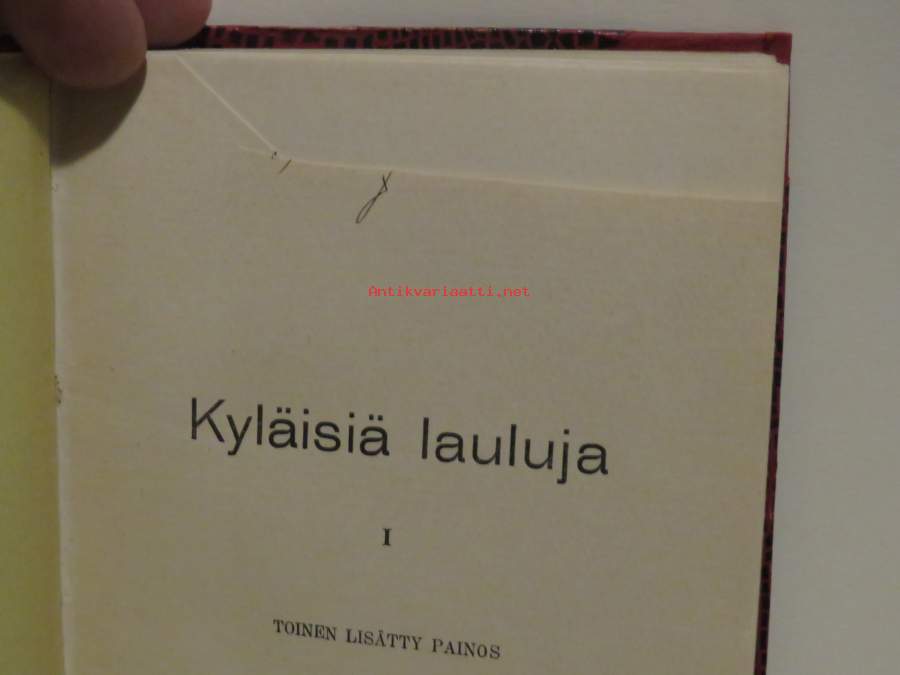 Antikvariaatti.net
Kyläisiä lauluja
I
TOINEN LISÄTTY PAINOS